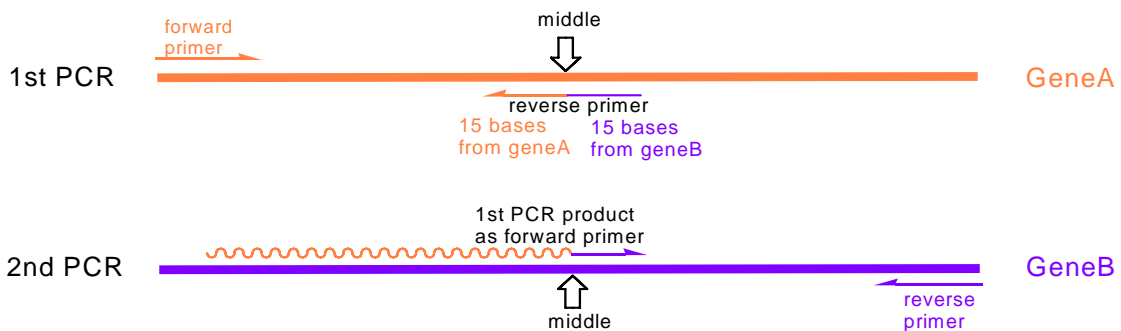 middle
forward
primer
1st PCR
GeneA
reverse primer
15 bases
from geneA
15 bases
from geneB
1st PCR product
as forward primer
2nd PCR
GeneB
middle
reverse
primer